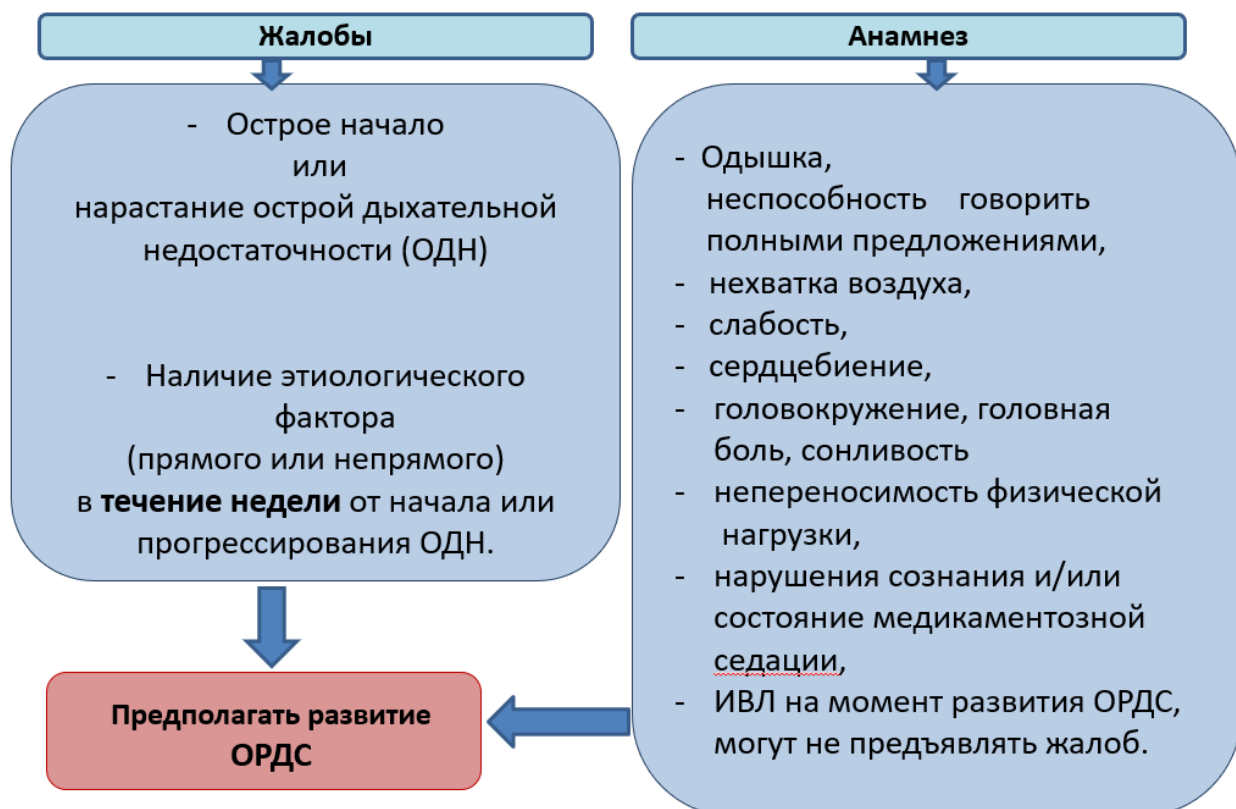 Жалобы
- Острое начало
или
нарастание острой дыхательной
недостаточности (ОДН)
- Наличие этиологического
фактора
(прямого или непрямого)
в течение недели от начала или
прогрессирования ОДН.
Предполагать развитие
ОРДС
Анамнез
- Одышка,
неспособность говорить
полными предложениями,
- нехватка воздуха,
- слабость,
- сердцебиение,
- головокружение, головная
боль, сонливость
- непереносимость физической
нагрузки,
- нарушения сознания и/или
состояние медикаментозной
седации,
- ИВЛ на момент развития ОРДС,
могут не предъявлять жалоб.